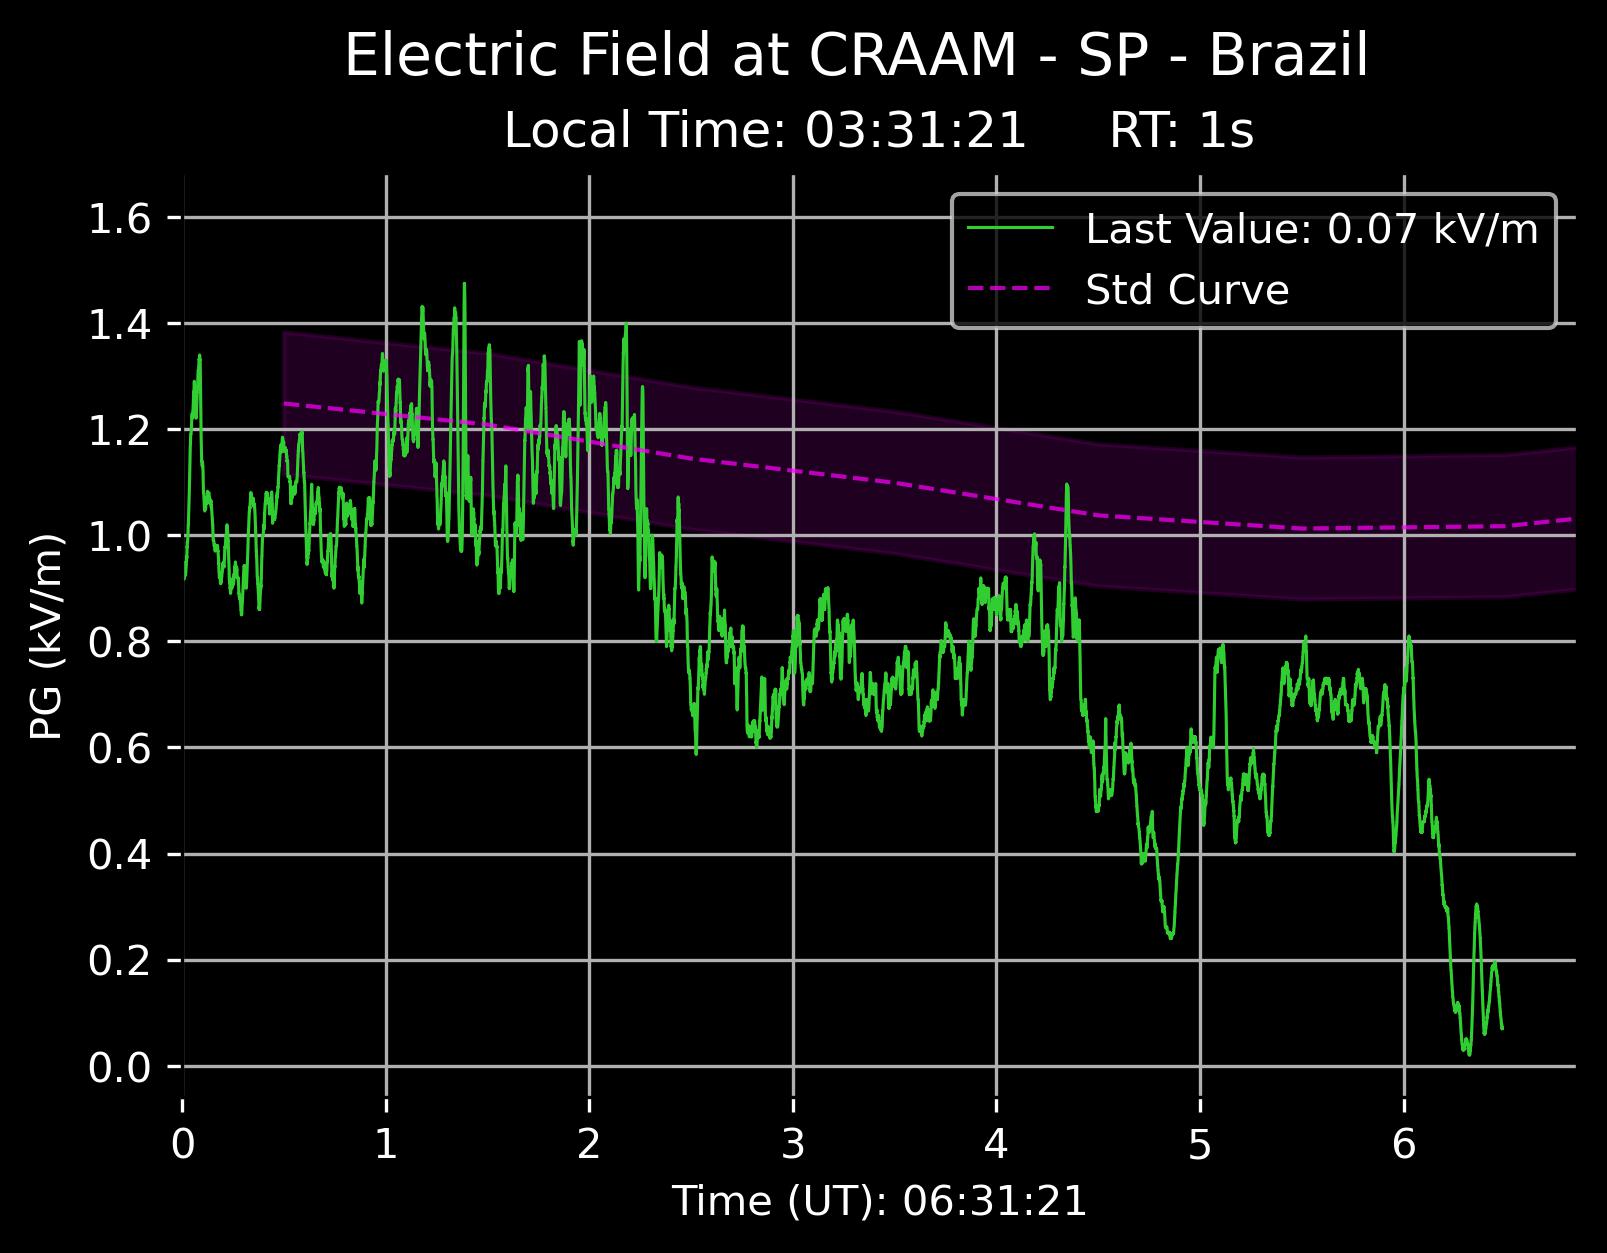 Electric Field at CRAAM - SP - Brazil
Local Time: 03:31:21 RT: 1s
Last Value: 0.07 kV/m
Std Curve
PG (kV/m)
1.6
1.4
1.2
1.0
0.8
0.6
0.4
0.2
0.0
0 1 2 3 4 5 6
Time (UT): 06:31:21